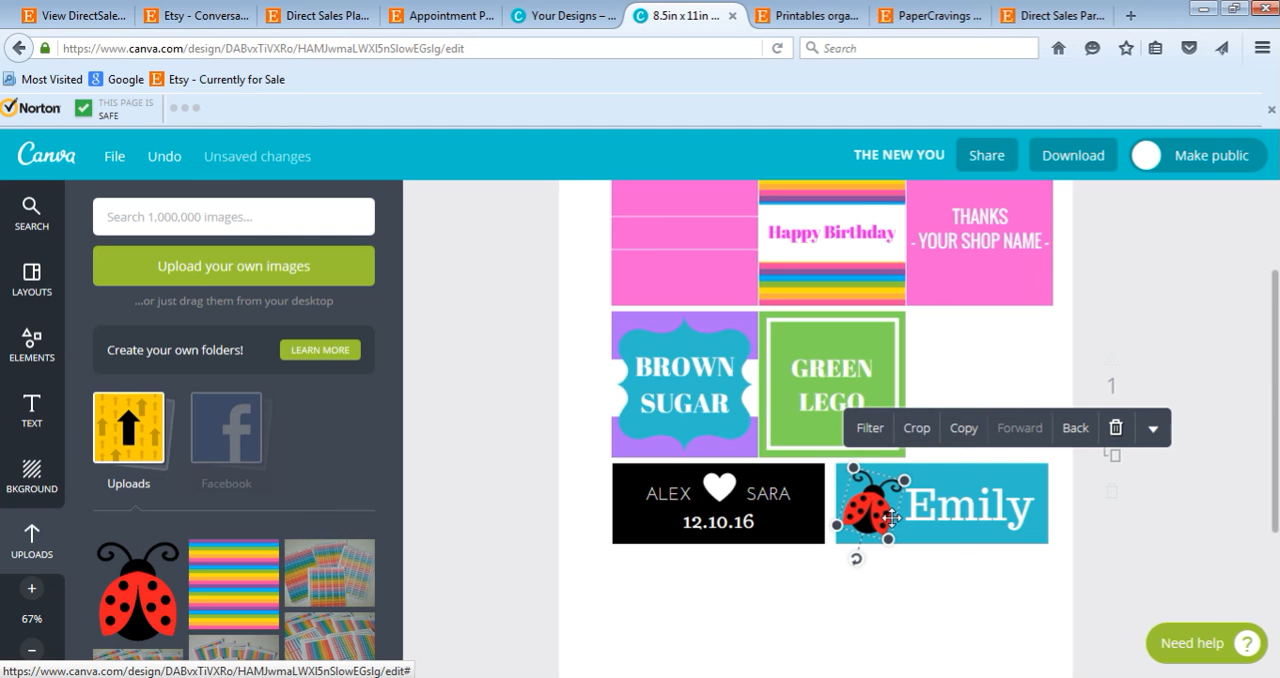 View DirectSale...
Etsy - Conversa...
Direct Sales Pla...
Appointment P...
Your Designs – ...
8.5in x 11in ...
Printables orga...
PaperCravings ...
Direct Sales Par...
https://www.canva.com/design/DABvxTiVXRo/HAMJwmaLWXI5nSlowEGsIg/edit
Search
Most Visited
Google
Etsy - Currently for Sale
Norton
THIS PAGE IS
SAFE
Canva
File
Undo
Unsaved changes
THE NEW YOU
Share
Download
Make public
SEARCH
LAYOUTS
ELEMENTS
TEXT
BKGROUND
UPLOADS
67%
Search 1,000,000 images...
Upload your own images
...or just drag them from your desktop
Create your own folders!
LEARN MORE
Uploads
Facebook
Happy Birthday
THANKS
- YOUR SHOP NAME -
BROWN
SUGAR
GREEN
LEGO
Filter
Crop
Copy
Forward
Back
1
ALEX SARA
12.10.16
Emily
Need help ?
https://www.canva.com/design/DABvxTiVXRo/HAMJwmaLWXI5nSlowEGsIg/edit#